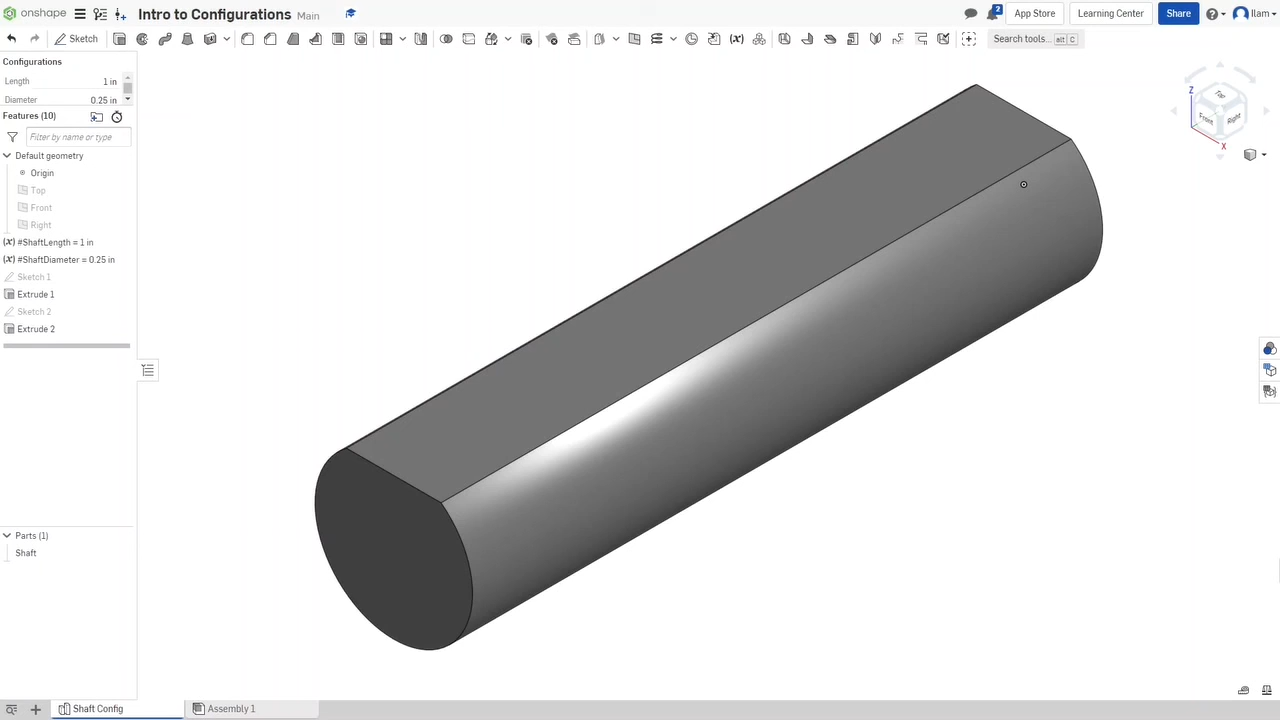 onshape Intro to Configurations Main 2 App Store Learning Center Share Ilam
Sketch (x) Search tools... alt C
Configurations
Length 1 in
Diameter 0.25 in
Features (10)
Filter by name or type
Default geometry
Origin
Top
Front
Right
(x) #ShaftLength = 1 in
(x) #ShaftDiameter = 0.25 in
Sketch 1
Extrude 1
Sketch 2
Extrude 2
Parts (1)
Shaft
Z
Top
Front Right
X
Shaft Config Assembly 1